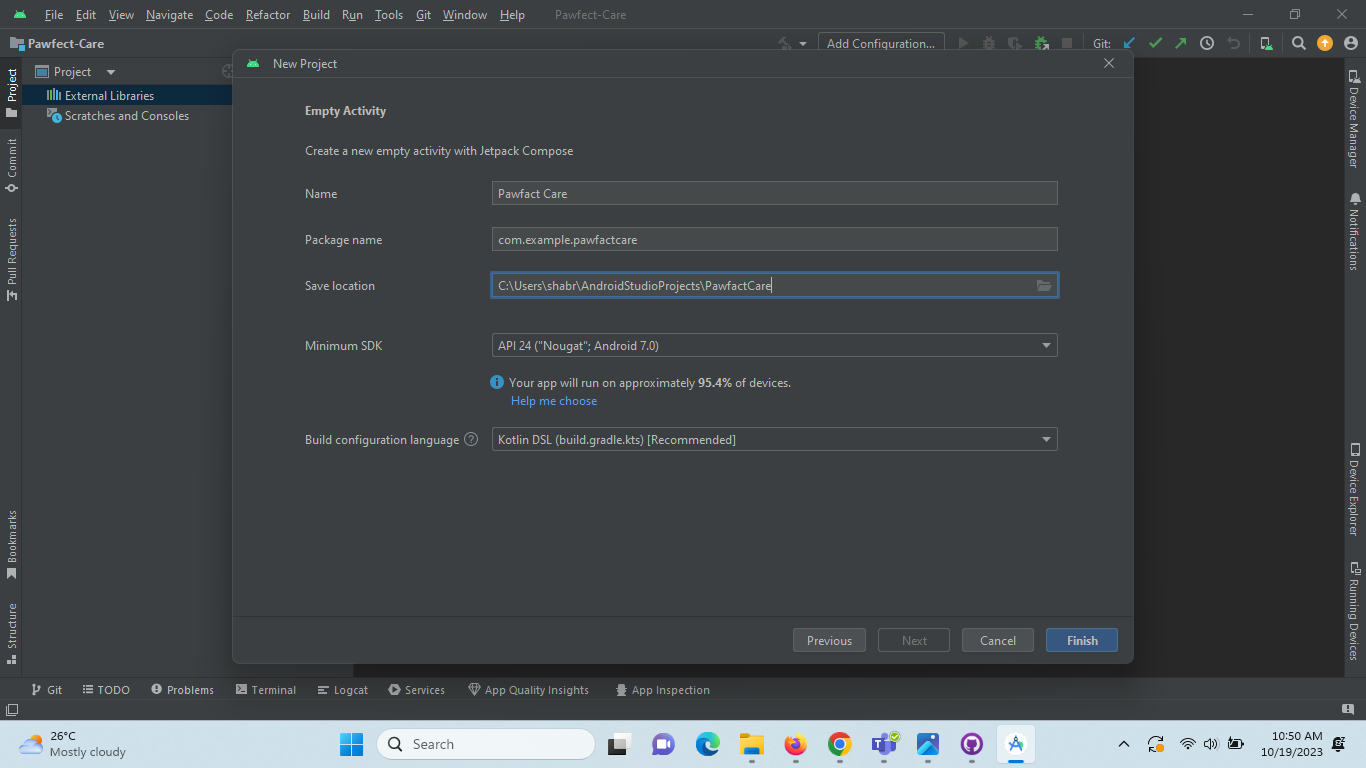 File Edit View Navigate Code Refactor Build Run Tools Git Window Help Pawfect-Care
Pawfect-Care Add Configuration... Git:
Project
Project
External Libraries
Scratches and Consoles
Commit
Pull Requests
Bookmarks
Structure
New Project
Empty Activity
Create a new empty activity with Jetpack Compose
Name Pawfact Care
Package name com.example.pawfactcare
Save location C:\Users\shabr\AndroidStudioProjects\PawfactCare
Minimum SDK API 24 ("Nougat"; Android 7.0)
Your app will run on approximately 95.4% of devices.
Help me choose
Build configuration language ? Kotlin DSL (build.gradle.kts) [Recommended]
Previous Next Cancel Finish
Device Manager
Notifications
Device Explorer
Running Devices
Git TODO Problems Terminal Logcat Services App Quality Insights App Inspection
26°C
Mostly cloudy
Search
10:50 AM
10/19/2023